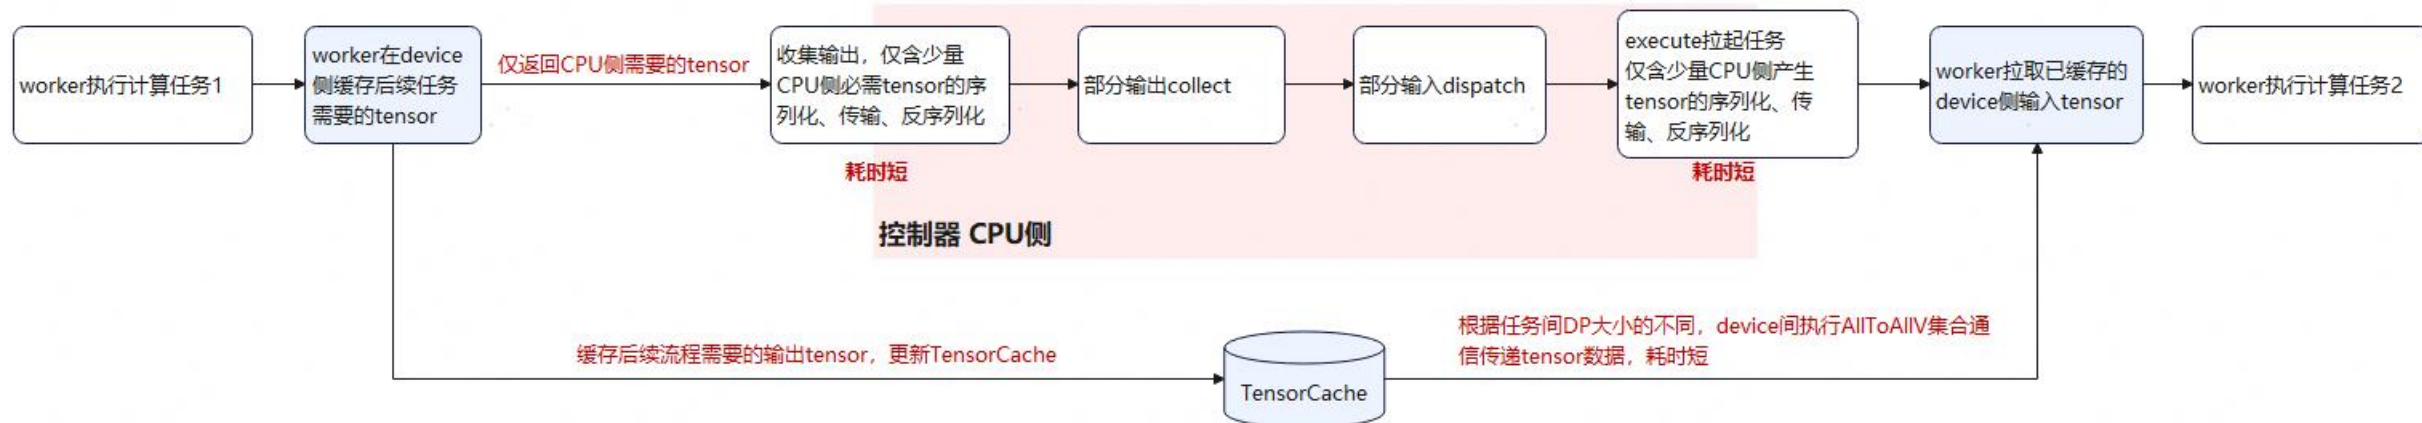 worker执行计算任务1
worker在device
侧缓存后续任务
需要的tensor
仅返回CPU侧需要的tensor
收集输出，仅含少量
CPU侧必需tensor的序
列化、传输、反序列化
耗时短
部分输出collect
部分输入dispatch
execute拉起任务
仅含少量CPU侧产生
tensor的序列化、传
输、反序列化
耗时短
worker拉取已缓存的
device侧输入tensor
worker执行计算任务2
控制器 CPU侧
缓存后续流程需要的输出tensor，更新TensorCache
TensorCache
根据任务间DP大小的不同，device间执行AllToAllV集合通
信传递tensor数据，耗时短